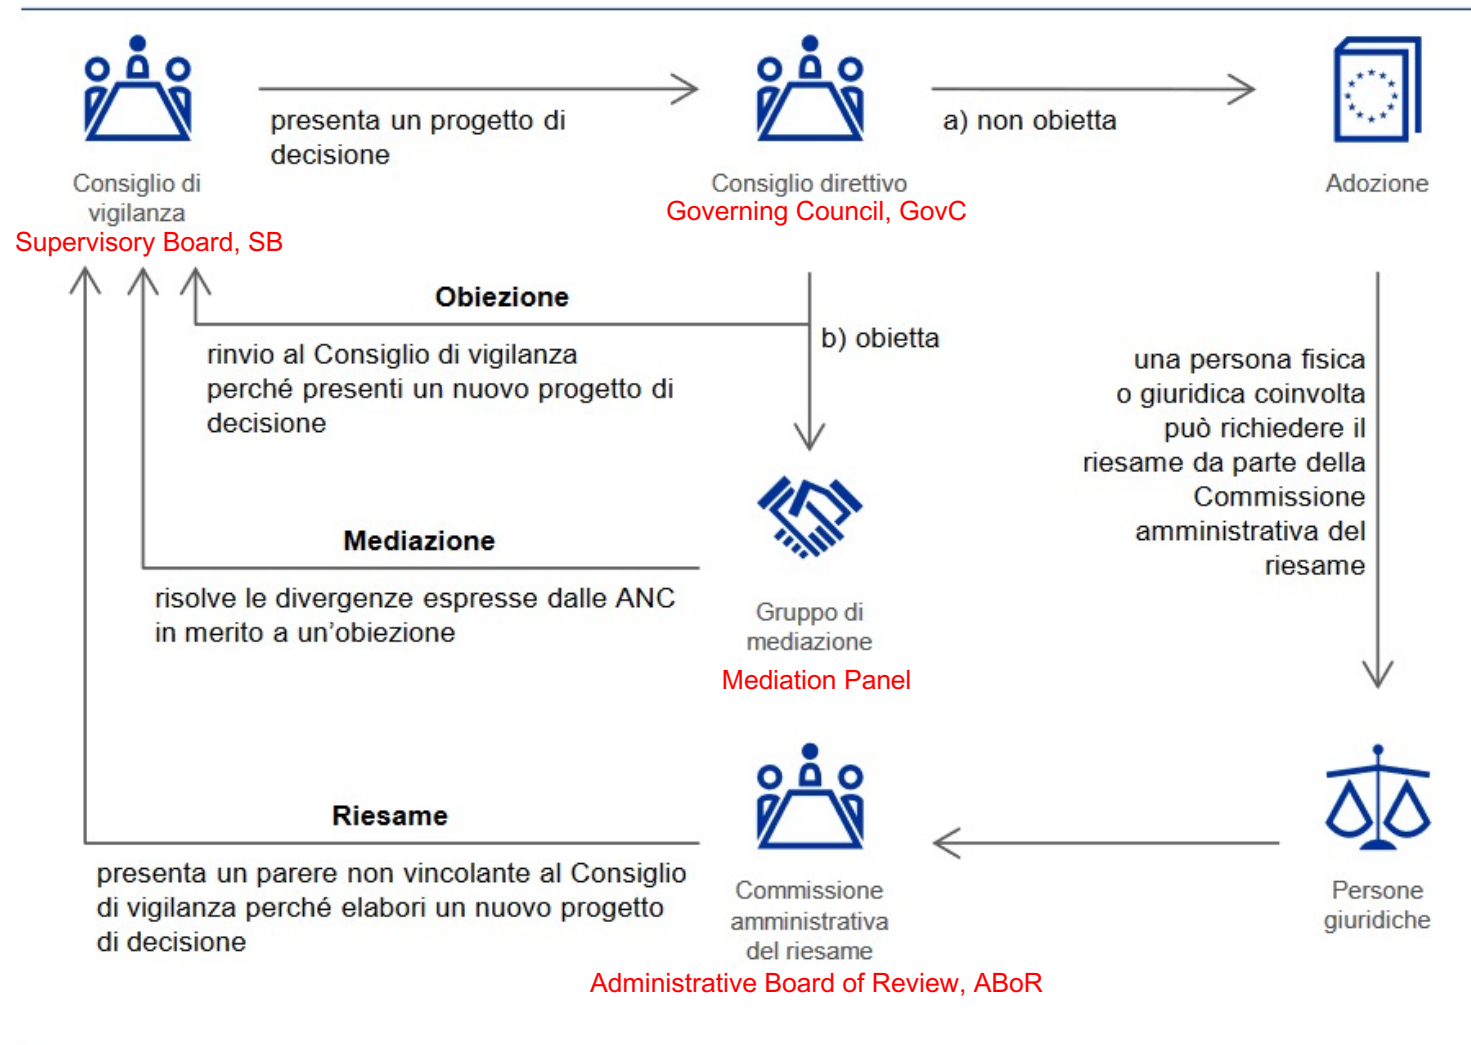 presenta un progetto di
decisione
a) non obietta
Consiglio di
vigilanza
Supervisory Board, SB
Consiglio direttivo
Governing Council, GovC
Adozione
Obiezione
rinvio al Consiglio di vigilanza
perché presenti un nuovo progetto di
decisione
b) obietta
una persona fisica
o giuridica coinvolta
può richiedere il
riesame da parte della
Commissione
amministrativa del
riesame
Mediazione
risolve le divergenze espresse dalle ANC
in merito a un’obiezione
Gruppo di
mediazione
Mediation Panel
Riesame
presenta un parere non vincolante al Consiglio
di vigilanza perché elabori un nuovo progetto
di decisione
Commissione
amministrativa
del riesame
Administrative Board of Review, ABoR
Persone
giuridiche